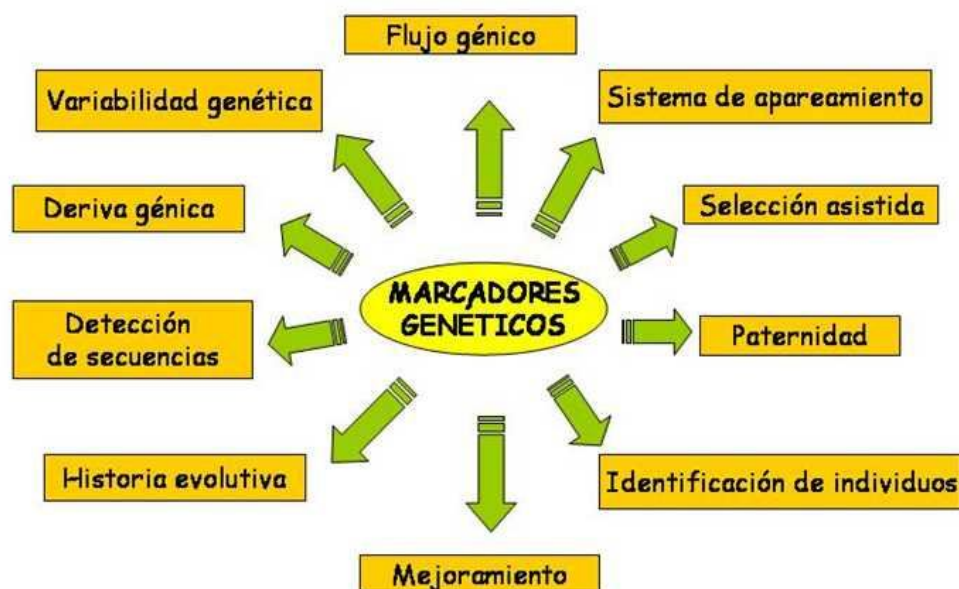 Flujo génico
Variabilidad genética
Sistema de apareamiento
Deriva génica
Selección asistida
MARCADORES
GENETICOS
Detección
de secuencias
Paternidad
Historia evolutiva
Identificación de individuos
Mejoramiento